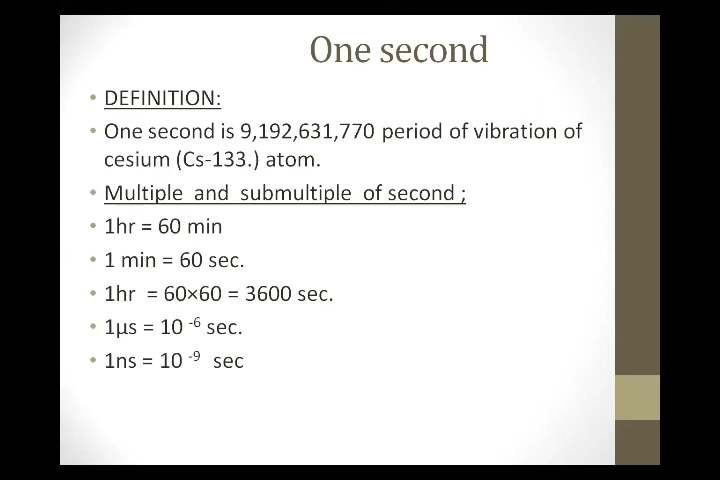 One second
• DEFINITION:
• One second is 9,192,631,770 period of vibration of
cesium (Cs-133.) atom.
• Multiple and submultiple of second ;
• 1hr = 60 min
• 1 min = 60 sec.
• 1hr = 60×60 = 3600 sec.
• 1µs = 10 ⁻⁶ sec.
• 1ns = 10 ⁻⁹ sec